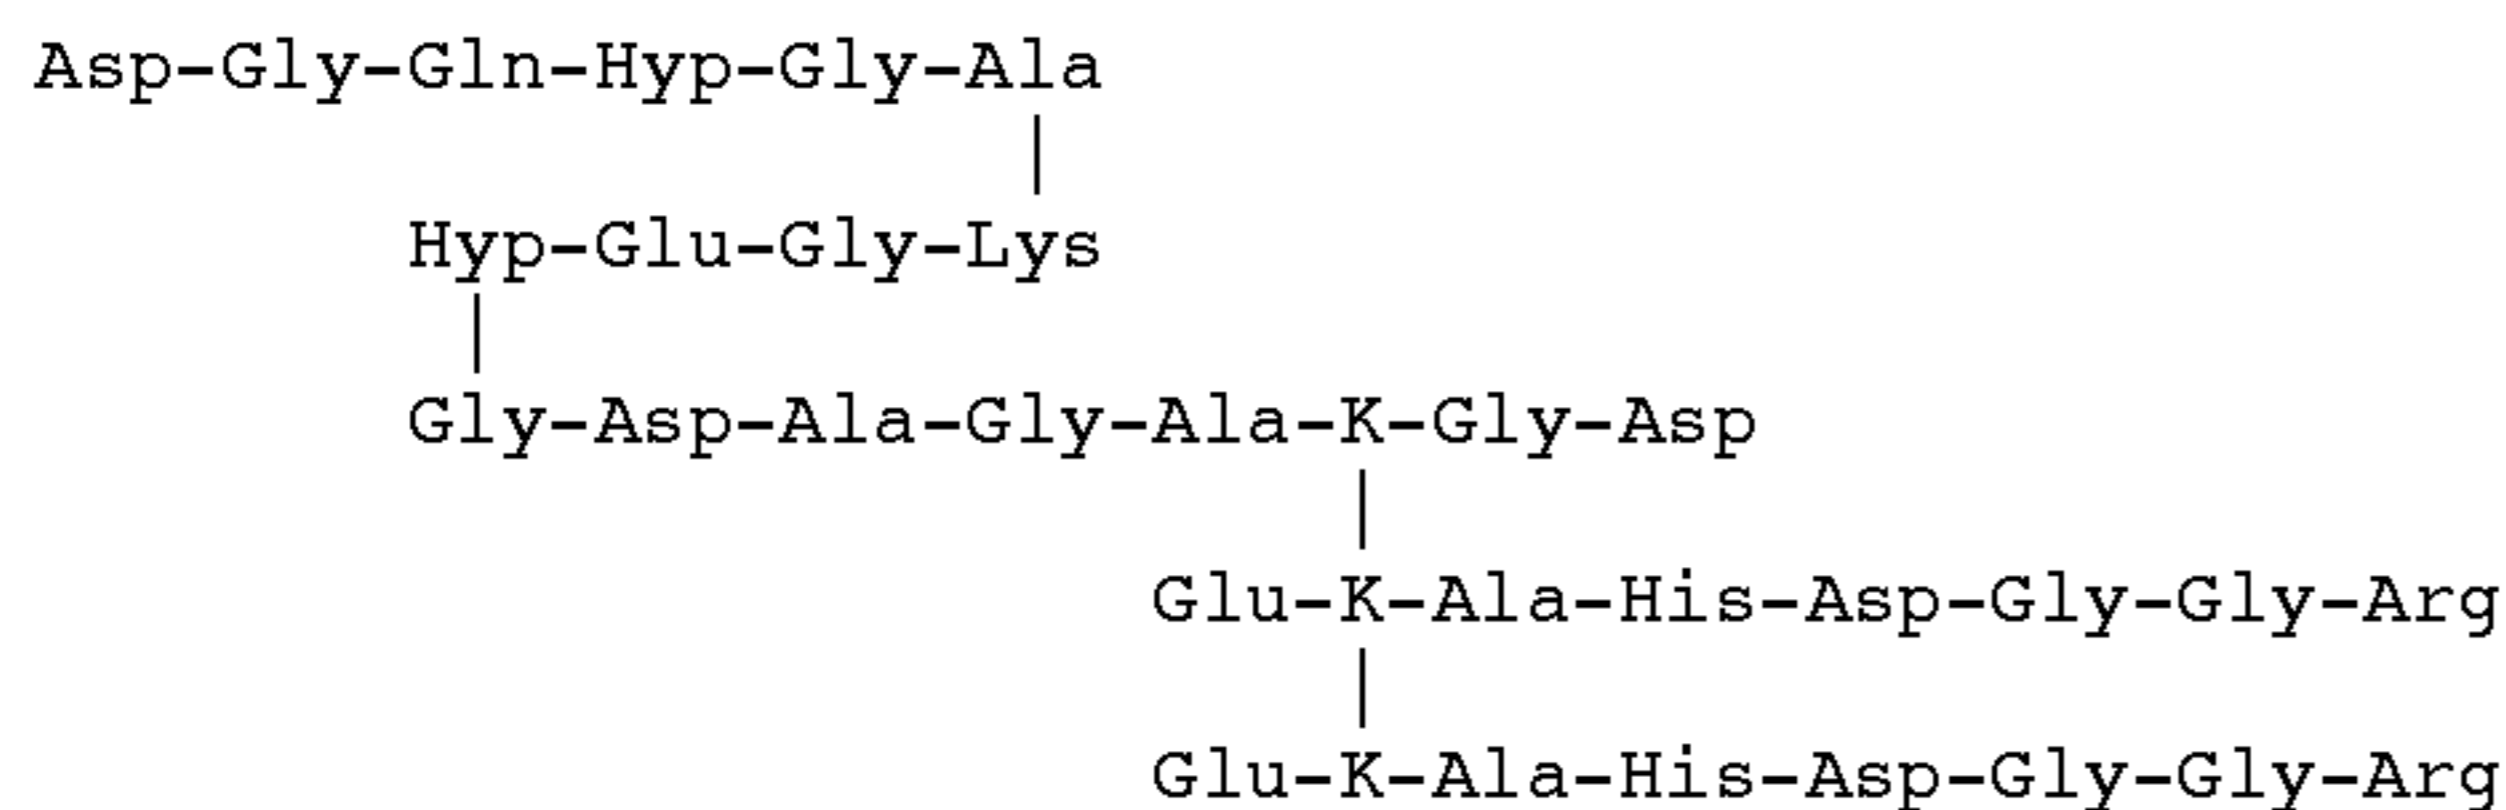 Asp-Gly-Gln-Hyp-Gly-Ala
|
Hyp-Glu-Gly-Lys
|
Gly-Asp-Ala-Gly-Ala-K-Gly-Asp
|
Glu-K-Ala-His-Asp-Gly-Gly-Arg
|
Glu-K-Ala-His-Asp-Gly-Gly-Arg